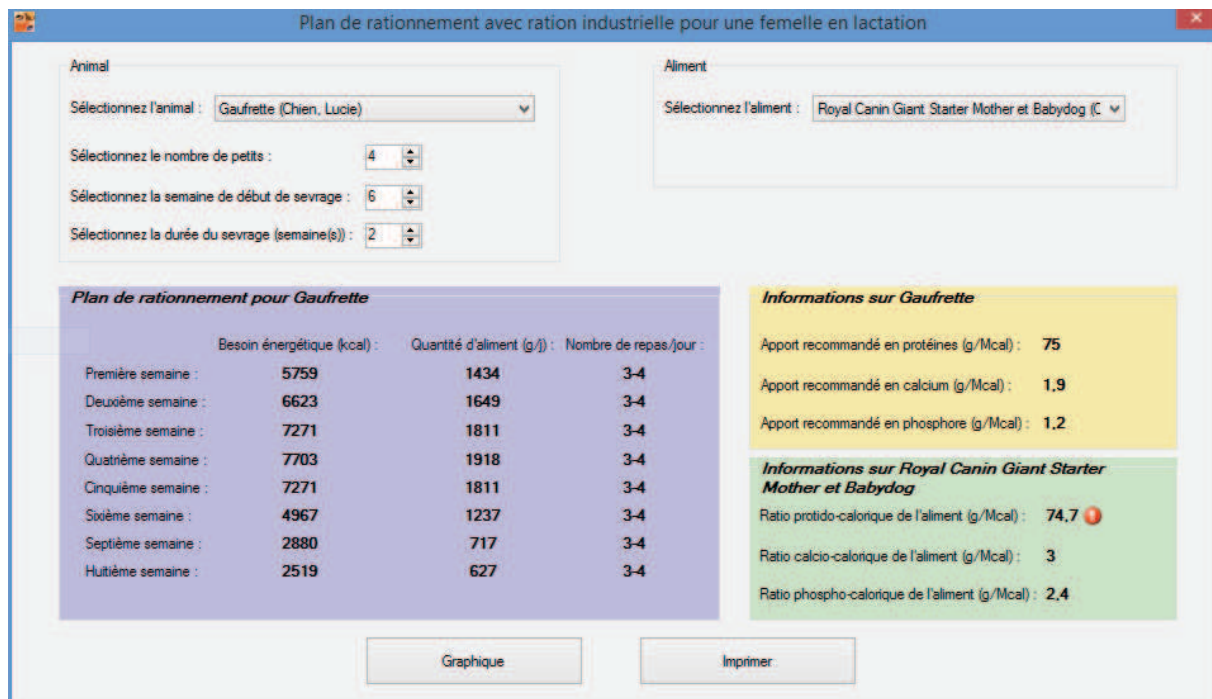 Plan de rationnement avec ration industrielle pour une femelle en lactation
Animal
Sélectionnez l'animal : Gaufrette (Chien, Lucie)
Sélectionnez le nombre de petits : 4
Sélectionnez la semaine de début de sevrage : 6
Sélectionnez la durée du sevrage (semaine(s)) : 2
Aliment
Sélectionnez l'aliment : Royal Canin Giant Starter Mother et Babydog (C
Plan de rationnement pour Gaufrette
Besoin énergétique (kcal) : Quantité d'aliment (g/j) : Nombre de repas/jour :
Première semaine : 5759 1434 3-4
Deuxième semaine : 6623 1649 3-4
Troisième semaine : 7271 1811 3-4
Quatrième semaine : 7703 1918 3-4
Cinquième semaine : 7271 1811 3-4
Sixième semaine : 4967 1237 3-4
Septième semaine : 2880 717 3-4
Huitième semaine : 2519 627 3-4
Informations sur Gaufrette
Apport recommandé en protéines (g/Mcal) : 75
Apport recommandé en calcium (g/Mcal) : 1,9
Apport recommandé en phosphore (g/Mcal) : 1,2
Informations sur Royal Canin Giant Starter
Mother et Babydog
Ratio protido-calorique de l'aliment (g/Mcal) : 74,7
Ratio calcio-calorique de l'aliment (g/Mcal) : 3
Ratio phospho-calorique de l'aliment (g/Mcal) : 2,4
Graphique
Imprimer